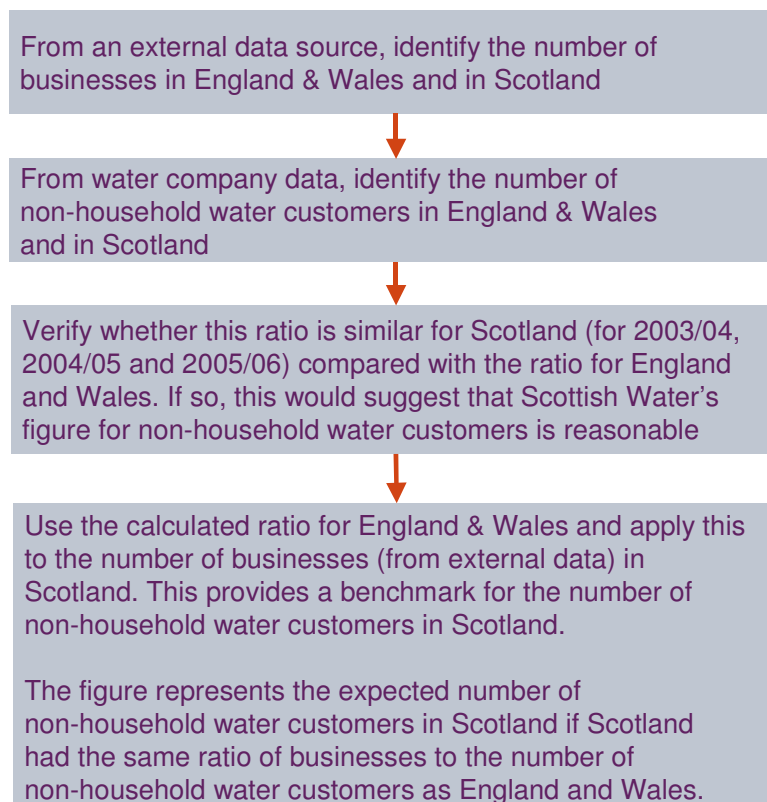 From an external data source, identify the number of
businesses in England & Wales and in Scotland
From water company data, identify the number of
non-household water customers in England & Wales
and in Scotland
Verify whether this ratio is similar for Scotland (for 2003/04,
2004/05 and 2005/06) compared with the ratio for England
and Wales. If so, this would suggest that Scottish Water's
figure for non-household water customers is reasonable
Use the calculated ratio for England & Wales and apply this
to the number of businesses (from external data) in
Scotland. This provides a benchmark for the number of
non-household water customers in Scotland.
The figure represents the expected number of
non-household water customers in Scotland if Scotland
had the same ratio of businesses to the number of
non-household water customers as England and Wales.